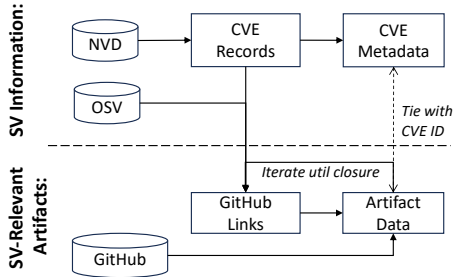 SV Information:
NVD
CVE
Records
CVE
Metadata
OSV
Tie with
CVE ID
SV-Relevant
Artifacts:
Iterate util closure
GitHub
Links
Artifact
Data
GitHub